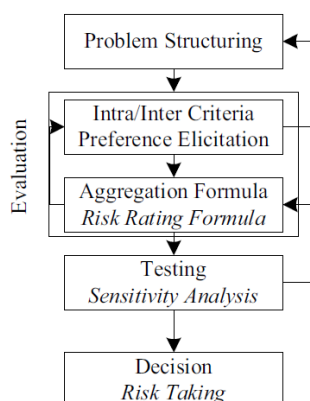 Problem Structuring
Evaluation
Intra/Inter Criteria
Preference Elicitation
Aggregation Formula
Risk Rating Formula
Testing
Sensitivity Analysis
Decision
Risk Taking